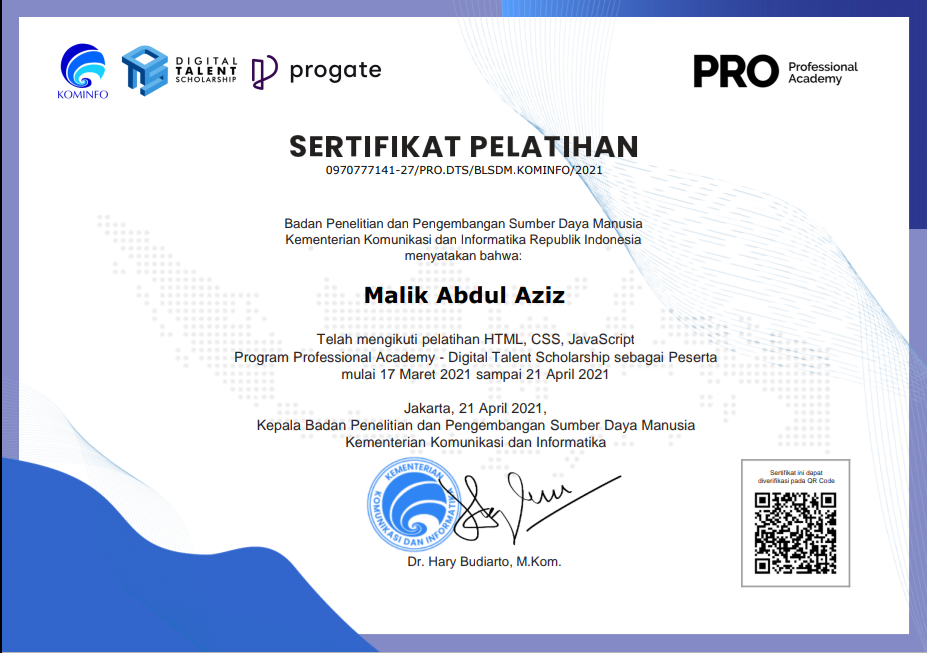 KOMINFO
DIGITAL
TALENT
SCHOLARSHIP
progate
PRO Professional
Academy
SERTIFIKAT PELATIHAN
0970777141-27/PRO.DTS/BLSDM.KOMINFO/2021
Badan Penelitian dan Pengembangan Sumber Daya Manusia
Kementerian Komunikasi dan Informatika Republik Indonesia
menyatakan bahwa:
Malik Abdul Aziz
Telah mengikuti pelatihan HTML, CSS, JavaScript
Program Professional Academy - Digital Talent Scholarship sebagai Peserta
mulai 17 Maret 2021 sampai 21 April 2021
Jakarta, 21 April 2021,
Kepala Badan Penelitian dan Pengembangan Sumber Daya Manusia
Kementerian Komunikasi dan Informatika
KEMENTERIAN
KOMUNIKASI DAN INFORMATIKA
Dr. Hary Budiarto, M.Kom.
Sertifikat ini dapat
diverifikasi pada QR Code